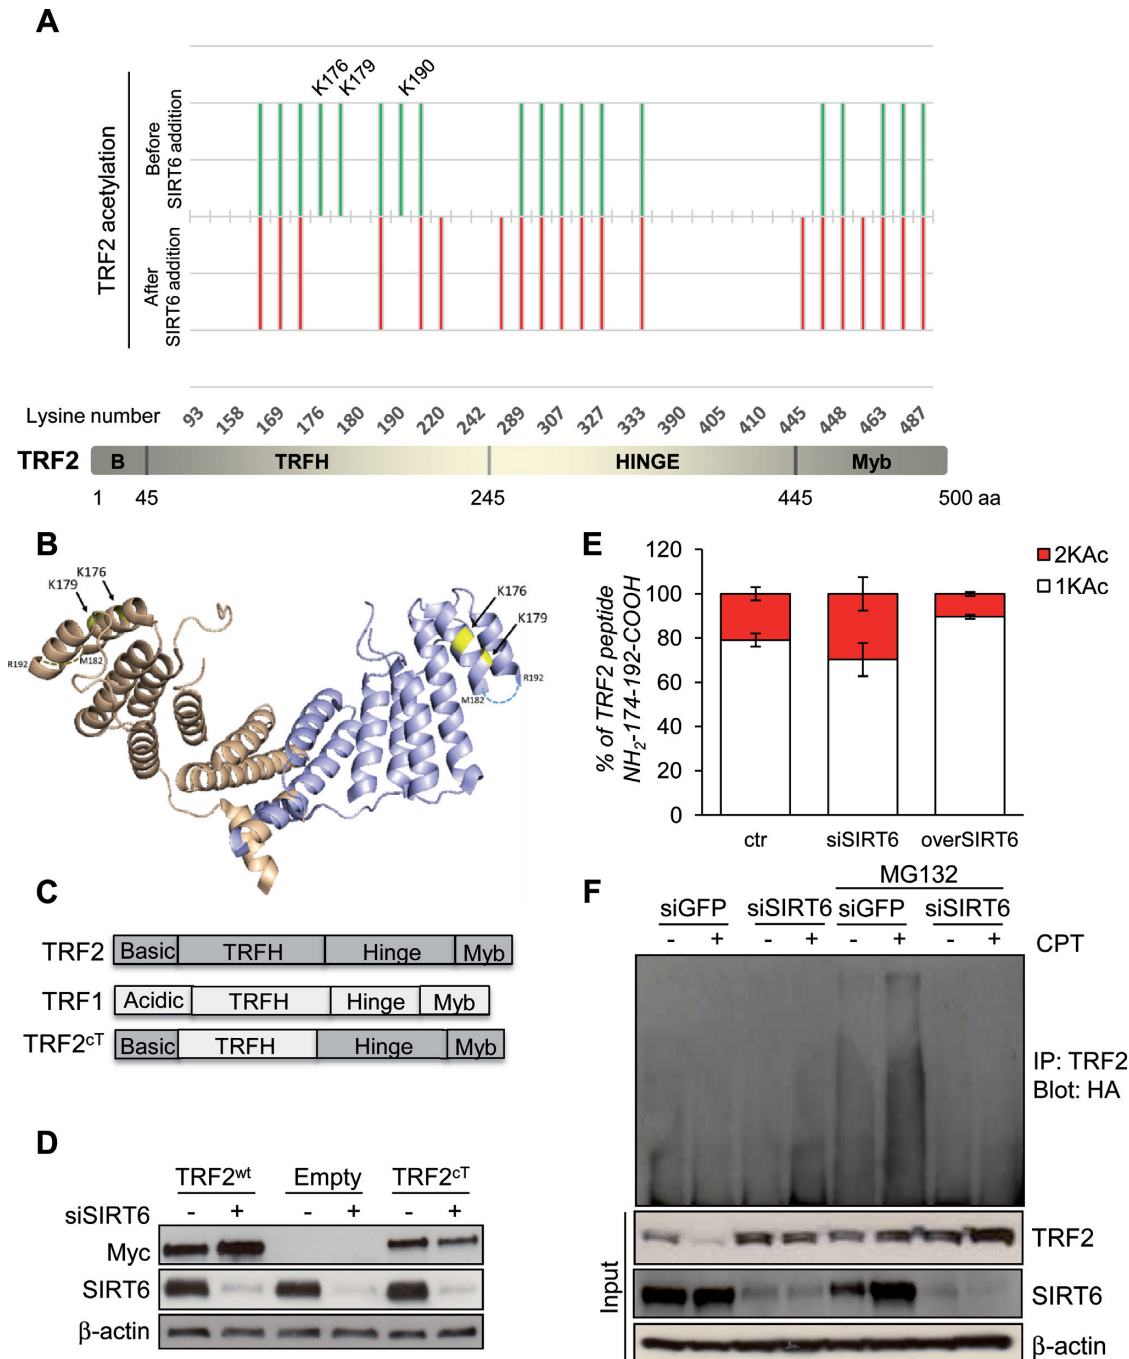 A
K176 K179 K190
TRF2 acetylation
Before
SIRT6 addition
After
SIRT6 addition
Lysine number 93 158 169 176 180 190 220 242 289 307 327 333 390 405 410 445 448 463 487
TRF2 B TRFH HINGE Myb
1 45 245 445 500 aa
B
K176
K179
R192
M182
K176
K179
R192
M182
C
TRF2 Basic TRFH Hinge Myb
TRF1 Acidic TRFH Hinge Myb
TRF2cT Basic TRFH Hinge Myb
D
TRF2wt Empty TRF2cT
siSIRT6 - + - + - +
Myc
SIRT6
β-actin
E
% of TRF2 peptide
NH2-174-192-COOH
120
100
80
60
40
20
0
ctr siSIRT6 overSIRT6
2KAc
1KAc
F
MG132
siGFP siSIRT6 siGFP siSIRT6
- + - + - + - + CPT
IP: TRF2
Blot: HA
Input
TRF2
SIRT6
β-actin